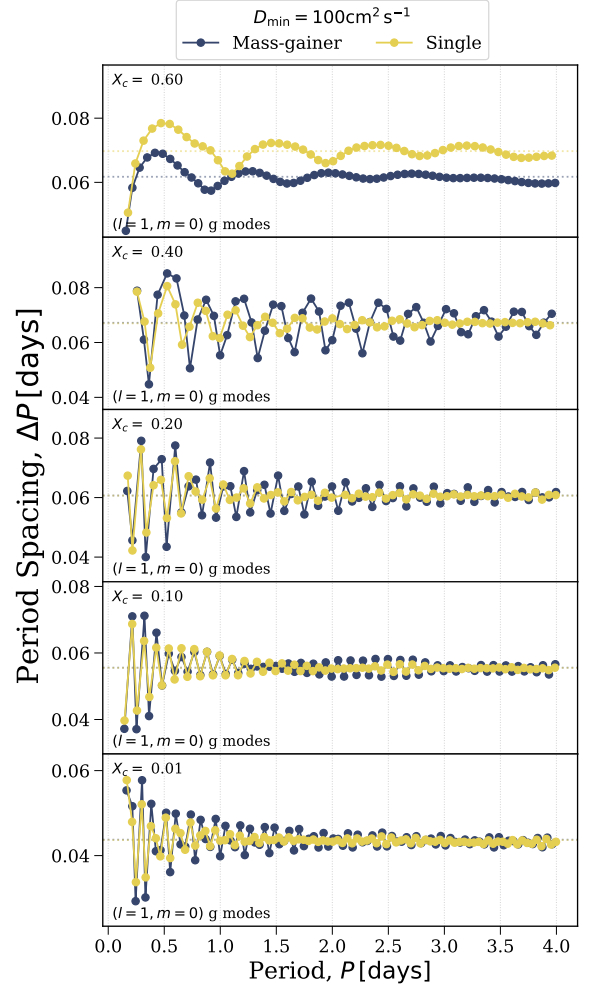 D_min = 100cm² s⁻¹
Mass-gainer Single
X_c = 0.60
0.08
0.06
(l = 1, m = 0) g modes
X_c = 0.40
0.08
0.06
0.04
(l = 1, m = 0) g modes
X_c = 0.20
0.08
0.06
0.04
(l = 1, m = 0) g modes
X_c = 0.10
0.08
0.06
0.04
(l = 1, m = 0) g modes
X_c = 0.01
0.06
0.04
(l = 1, m = 0) g modes
Period Spacing, ΔP [days]
0.0 0.5 1.0 1.5 2.0 2.5 3.0 3.5 4.0
Period, P [days]